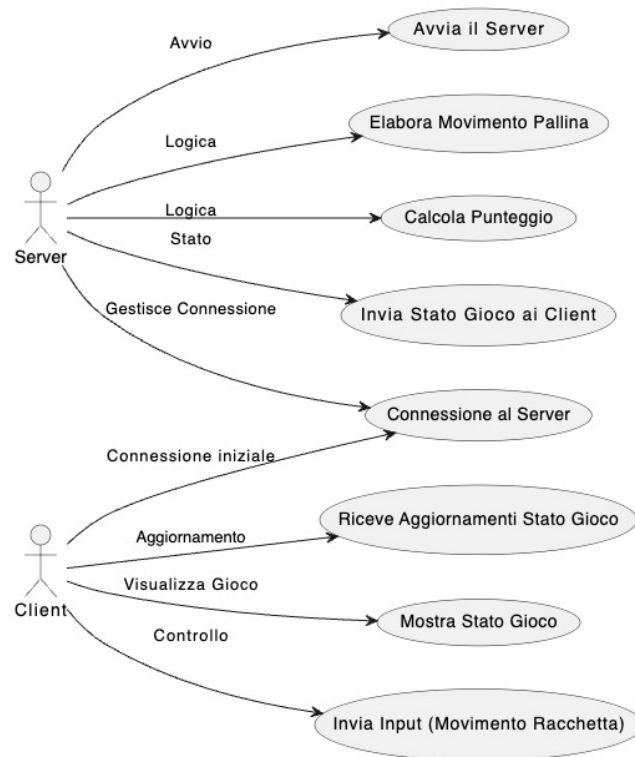 Avvio
Avvia il Server
Logica
Elabora Movimento Pallina
Logica
Calcola Punteggio
Server
Stato
Invia Stato Gioco ai Client
Gestisce Connessione
Connessione al Server
Connessione iniziale
Riceve Aggiornamenti Stato Gioco
Aggiornamento
Client
Visualizza Gioco
Mostra Stato Gioco
Controllo
Invia Input (Movimento Racchetta)